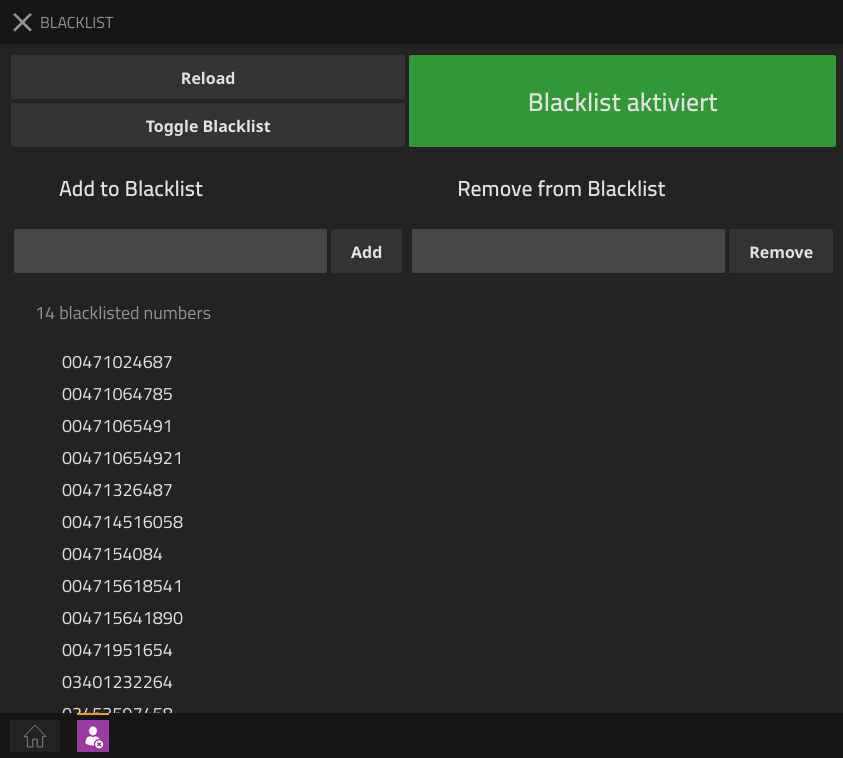 BLACKLIST
Reload
Toggle Blacklist
Blacklist aktiviert
Add to Blacklist
Remove from Blacklist
Add
Remove
14 blacklisted numbers
00471024687
00471064785
00471065491
004710654921
00471326487
004714516058
0047154084
004715618541
004715641890
00471951654
03401232264